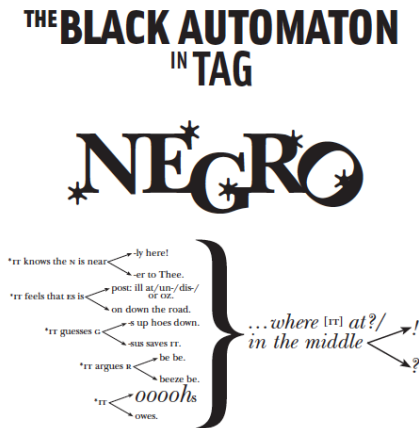 THE BLACK AUTOMATON
IN TAG
*NEG*R*O*
*IT knows the N is near
-ly here!
-er to Thee.
*IT feels that ES is
post: ill at/un-/dis-/
or oz.
on down the road.
*IT guesses G
-s up hoes down.
-sus saves IT.
*IT argues R
be be.
beeze be.
*IT
oooohs
owes.
...where [IT] at?/
in the middle
!
?